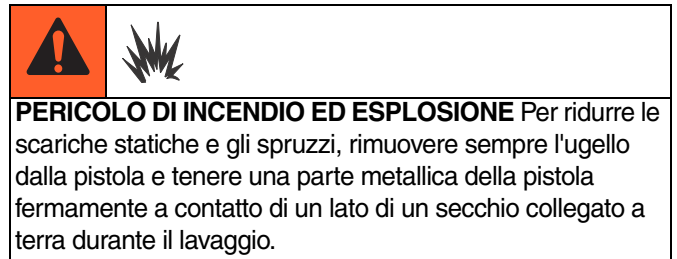 PERICOLO DI INCENDIO ED ESPLOSIONE Per ridurre le
scariche statiche e gli spruzzi, rimuovere sempre l'ugello
dalla pistola e tenere una parte metallica della pistola
fermamente a contatto di un lato di un secchio collegato a
terra durante il lavaggio.